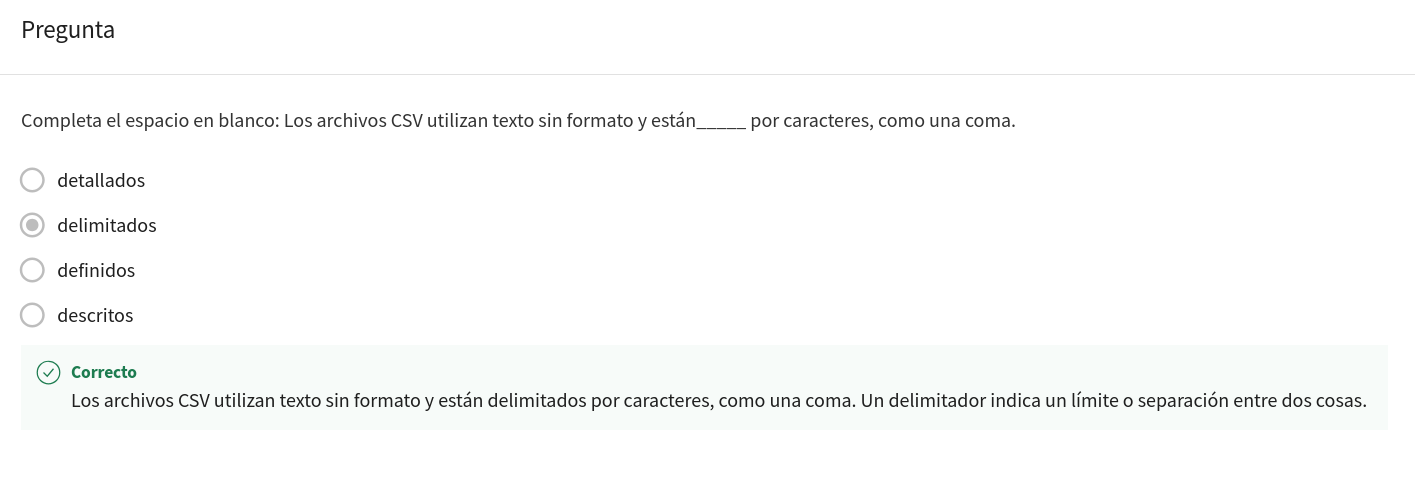 Pregunta
Completa el espacio en blanco: Los archivos CSV utilizan texto sin formato y están_____ por caracteres, como una coma.
detallados
delimitados
definidos
descritos
Correcto
Los archivos CSV utilizan texto sin formato y están delimitados por caracteres, como una coma. Un delimitador indica un límite o separación entre dos cosas.